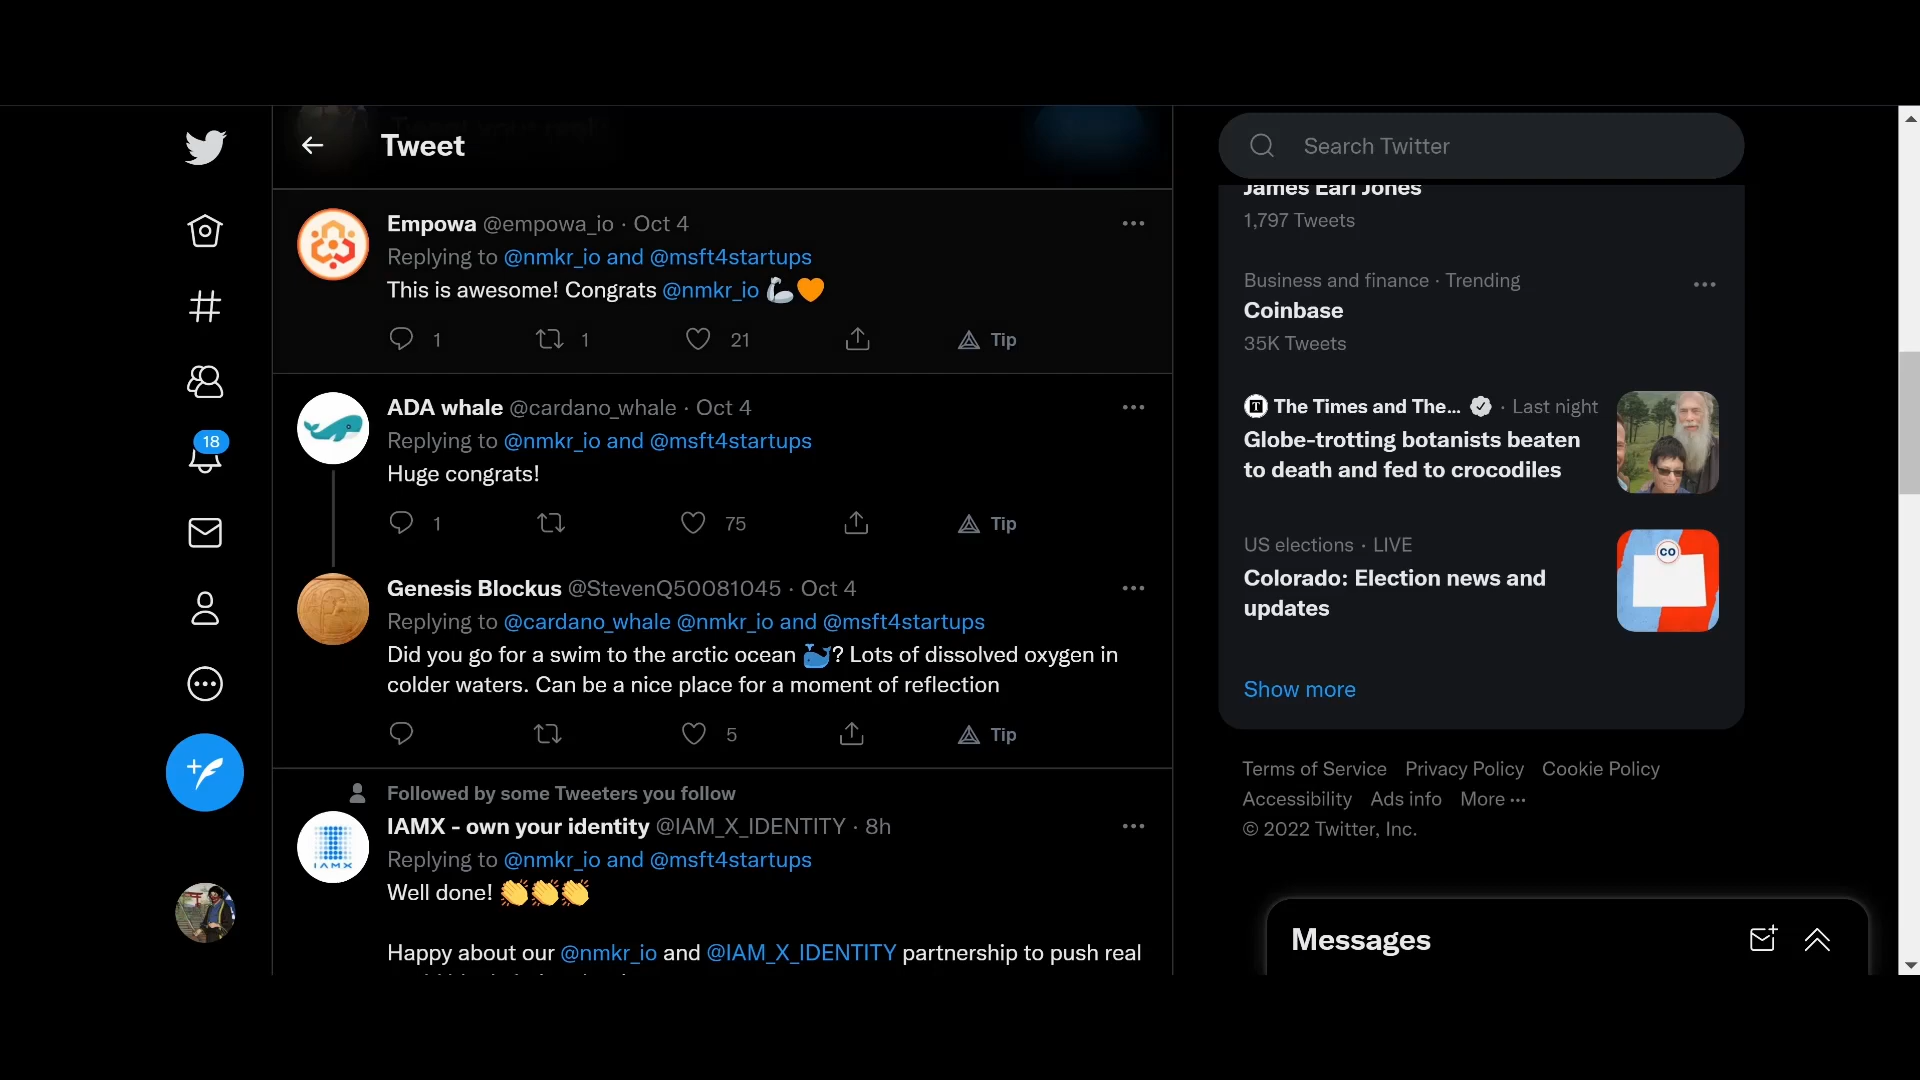 Tweet
Empowa @empowa_io · Oct 4
Replying to @nmkr_io and @msft4startups
This is awesome! Congrats @nmkr_io 🦾🧡
1 1 21 Tip
ADA whale @cardano_whale · Oct 4
Replying to @nmkr_io and @msft4startups
Huge congrats!
1 75 Tip
Genesis Blockus @StevenQ50081045 · Oct 4
Replying to @cardano_whale @nmkr_io and @msft4startups
Did you go for a swim to the arctic ocean 🐳? Lots of dissolved oxygen in
colder waters. Can be a nice place for a moment of reflection
5 Tip
Followed by some Tweeters you follow
IAMX - own your identity @IAM_X_IDENTITY · 8h
Replying to @nmkr_io and @msft4startups
Well done! 👏👏👏
Happy about our @nmkr_io and @IAM_X_IDENTITY partnership to push real
IAMX
18
Search Twitter
James Earl Jones
1,797 Tweets
Business and finance · Trending
Coinbase
35K Tweets
The Times and The... · Last night
Globe-trotting botanists beaten
to death and fed to crocodiles
US elections · LIVE
Colorado: Election news and
updates
CO
Show more
Terms of Service Privacy Policy Cookie Policy
Accessibility Ads info More ···
© 2022 Twitter, Inc.
Messages